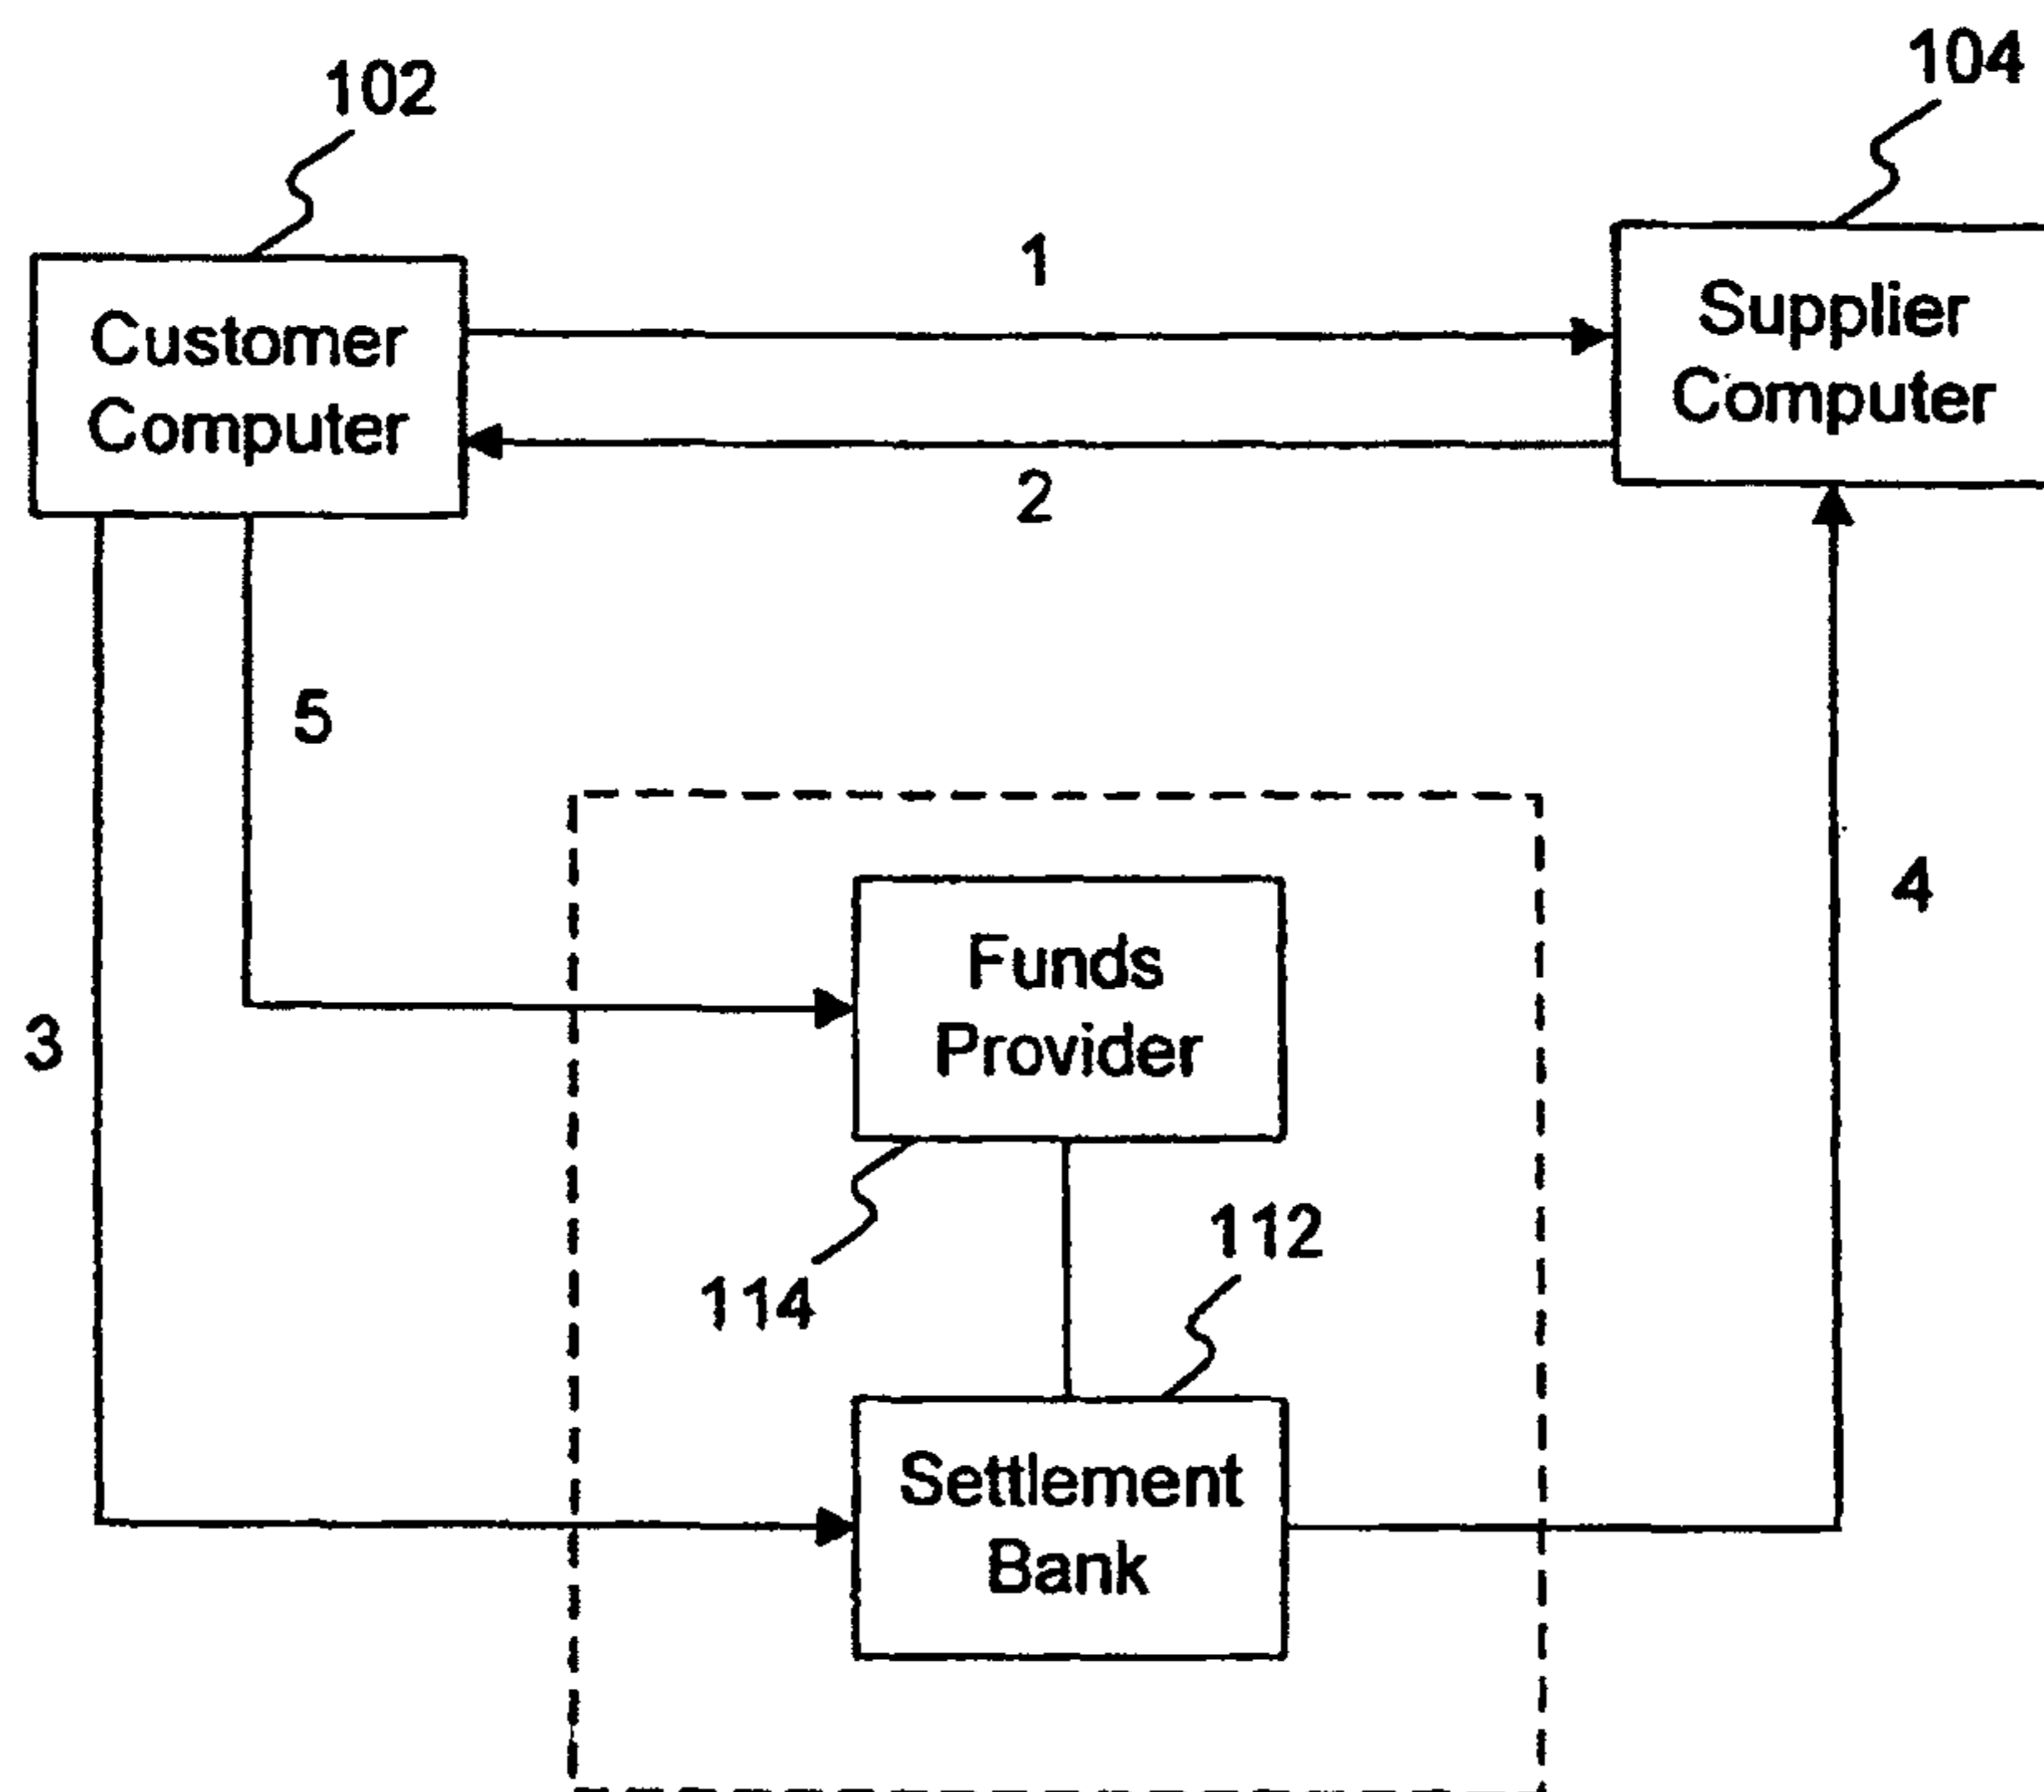 102
104
1
Customer
Computer
Supplier
Computer
2
5
4
Funds
Provider
3
112
114
Settlement
Bank